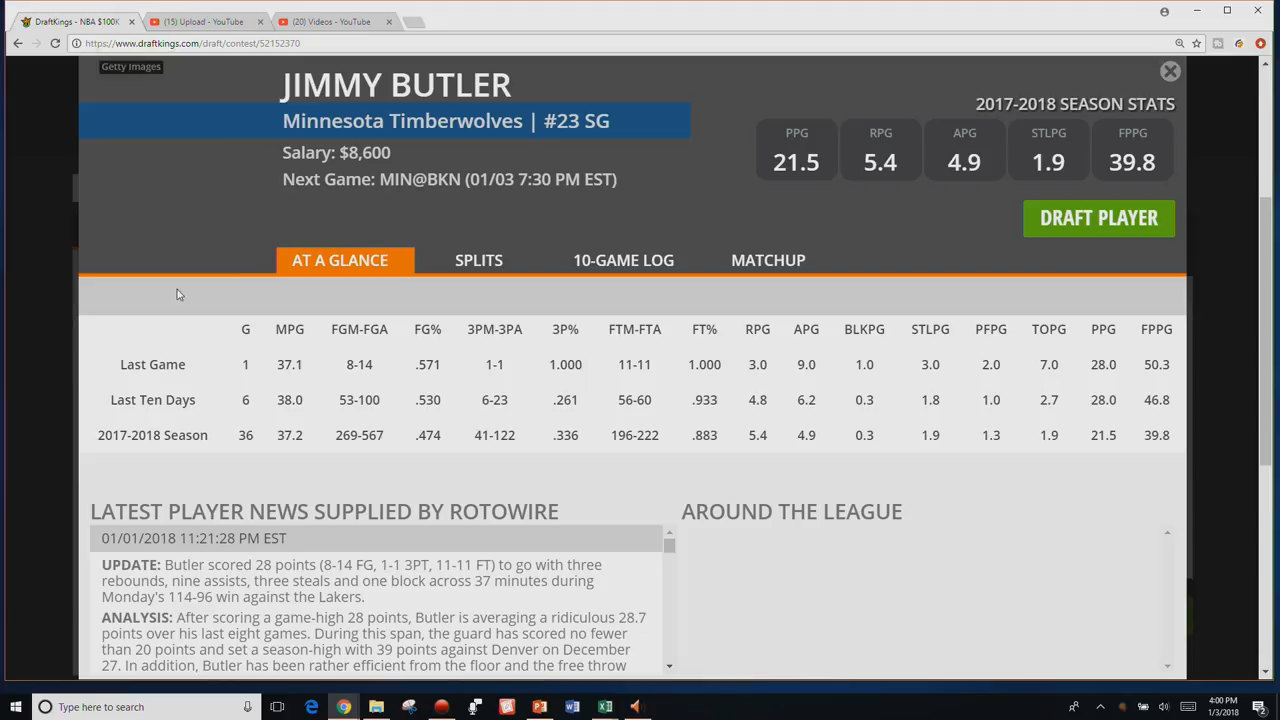 DraftKings - NBA $100K
(15) Upload - YouTube
(20) Videos - YouTube
https://www.draftkings.com/draft/contest/52152370
Getty Images
JIMMY BUTLER
Minnesota Timberwolves | #23 SG
Salary: $8,600
Next Game: MIN@BKN (01/03 7:30 PM EST)
2017-2018 SEASON STATS
PPG RPG APG STLPG FPPG
21.5 5.4 4.9 1.9 39.8
DRAFT PLAYER
AT A GLANCE SPLITS 10-GAME LOG MATCHUP
G MPG FGM-FGA FG% 3PM-3PA 3P% FTM-FTA FT% RPG APG BLKPG STLPG PFPG TOPG PPG FPPG
Last Game 1 37.1 8-14 .571 1-1 1.000 11-11 1.000 3.0 9.0 1.0 3.0 2.0 7.0 28.0 50.3
Last Ten Days 6 38.0 53-100 .530 6-23 .261 56-60 .933 4.8 6.2 0.3 1.8 1.0 2.7 28.0 46.8
2017-2018 Season 36 37.2 269-567 .474 41-122 .336 196-222 .883 5.4 4.9 0.3 1.9 1.3 1.9 21.5 39.8
LATEST PLAYER NEWS SUPPLIED BY ROTOWIRE
01/01/2018 11:21:28 PM EST
UPDATE: Butler scored 28 points (8-14 FG, 1-1 3PT, 11-11 FT) to go with three
rebounds, nine assists, three steals and one block across 37 minutes during
Monday's 114-96 win against the Lakers.
ANALYSIS: After scoring a game-high 28 points, Butler is averaging a ridiculous 28.7
points over his last eight games. During this span, the guard has scored no fewer
than 20 points and set a season-high with 39 points against Denver on December
27. In addition, Butler has been rather efficient from the floor and the free throw
AROUND THE LEAGUE
Type here to search
4:00 PM
1/3/2018
2